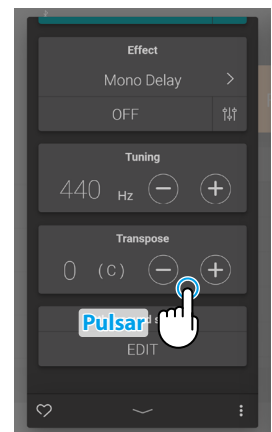 Effect
Mono Delay
OFF
Tuning
440 Hz
Transpose
0 (C)
Pulsar
EDIT